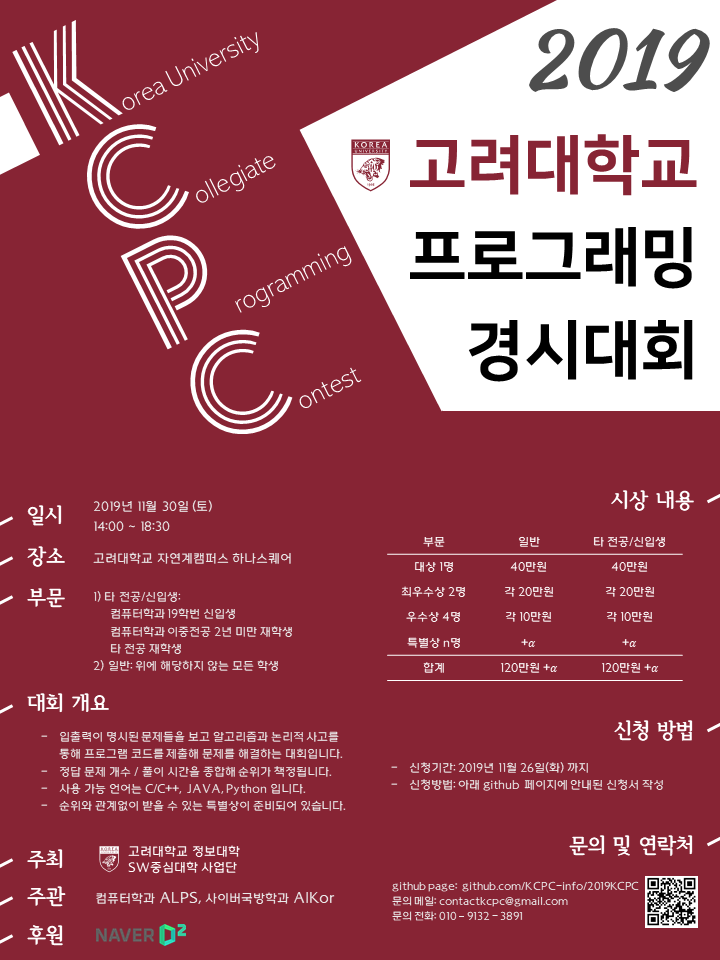 2019
KOREA
UNIVERSITY
고려대학교
프로그래밍
경시대회
Korea University
Collegiate
Programming
Contest
일시
2019년 11월 30일 (토)
14:00 ~ 18:30
장소
고려대학교 자연계캠퍼스 하나스퀘어
부문
1) 타 전공/신입생:
컴퓨터학과 19학번 신입생
컴퓨터학과 이중전공 2년 미만 재학생
타 전공 재학생
2) 일반: 위에 해당하지 않는 모든 학생
대회 개요
- 입출력이 명시된 문제들을 보고 알고리즘과 논리적 사고를
통해 프로그램 코드를 제출해 문제를 해결하는 대회입니다.
- 정답 문제 개수 / 풀이 시간을 종합해 순위가 책정됩니다.
- 사용 가능 언어는 C/C++, JAVA, Python 입니다.
- 순위와 관계없이 받을 수 있는 특별상이 준비되어 있습니다.
주최
고려대학교 정보대학
SW중심대학 사업단
주관
컴퓨터학과 ALPS, 사이버국방학과 AlKor
후원
NAVER D2
시상 내용
부문 일반 타 전공/신입생
대상 1명 40만원 40만원
최우수상 2명 각 20만원 각 20만원
우수상 4명 각 10만원 각 10만원
특별상 n명 +α +α
합계 120만원 +α 120만원 +α
신청 방법
- 신청기간: 2019년 11월 26일(화) 까지
- 신청방법: 아래 github 페이지에 안내된 신청서 작성
문의 및 연락처
github page: github.com/KCPC-info/2019KCPC
문의 메일: contactkcpc@gmail.com
문의 전화: 010 - 9132 - 3891